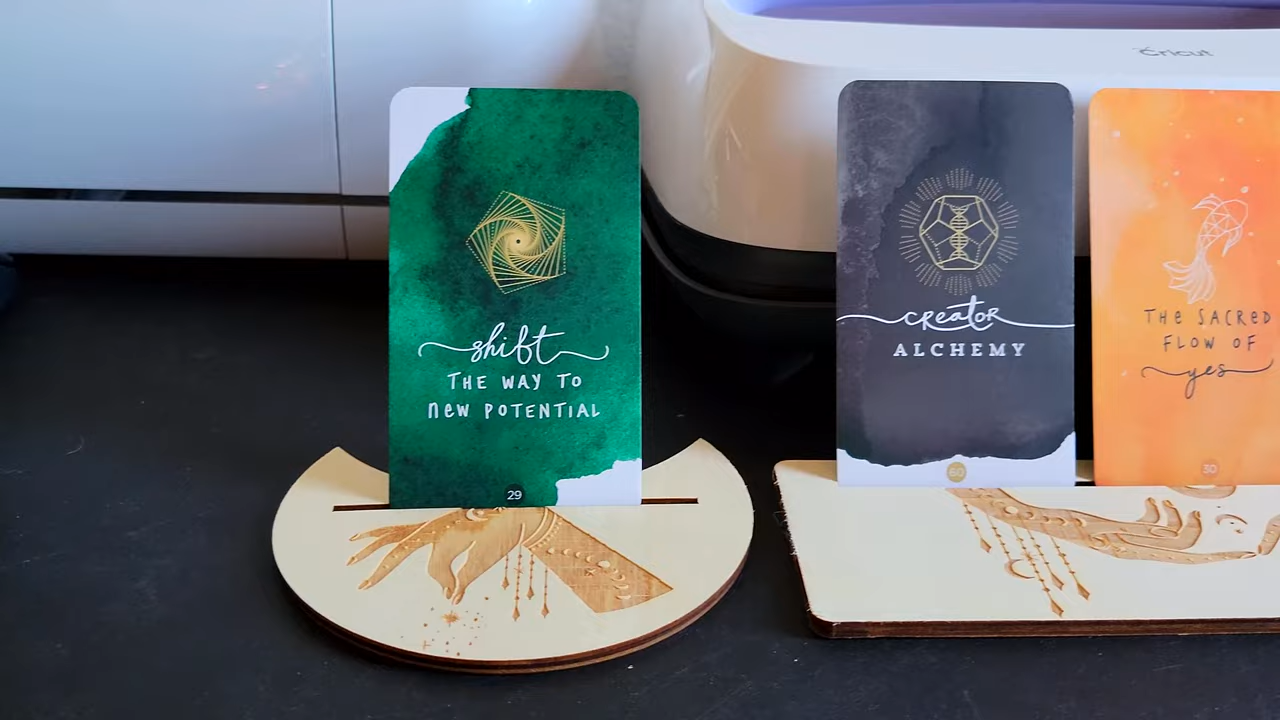 cricut
shift
THE WAY TO
NEW POTENTIAL
29
creator
ALCHEMY
60
THE SACRED
FLOW OF
yes
30